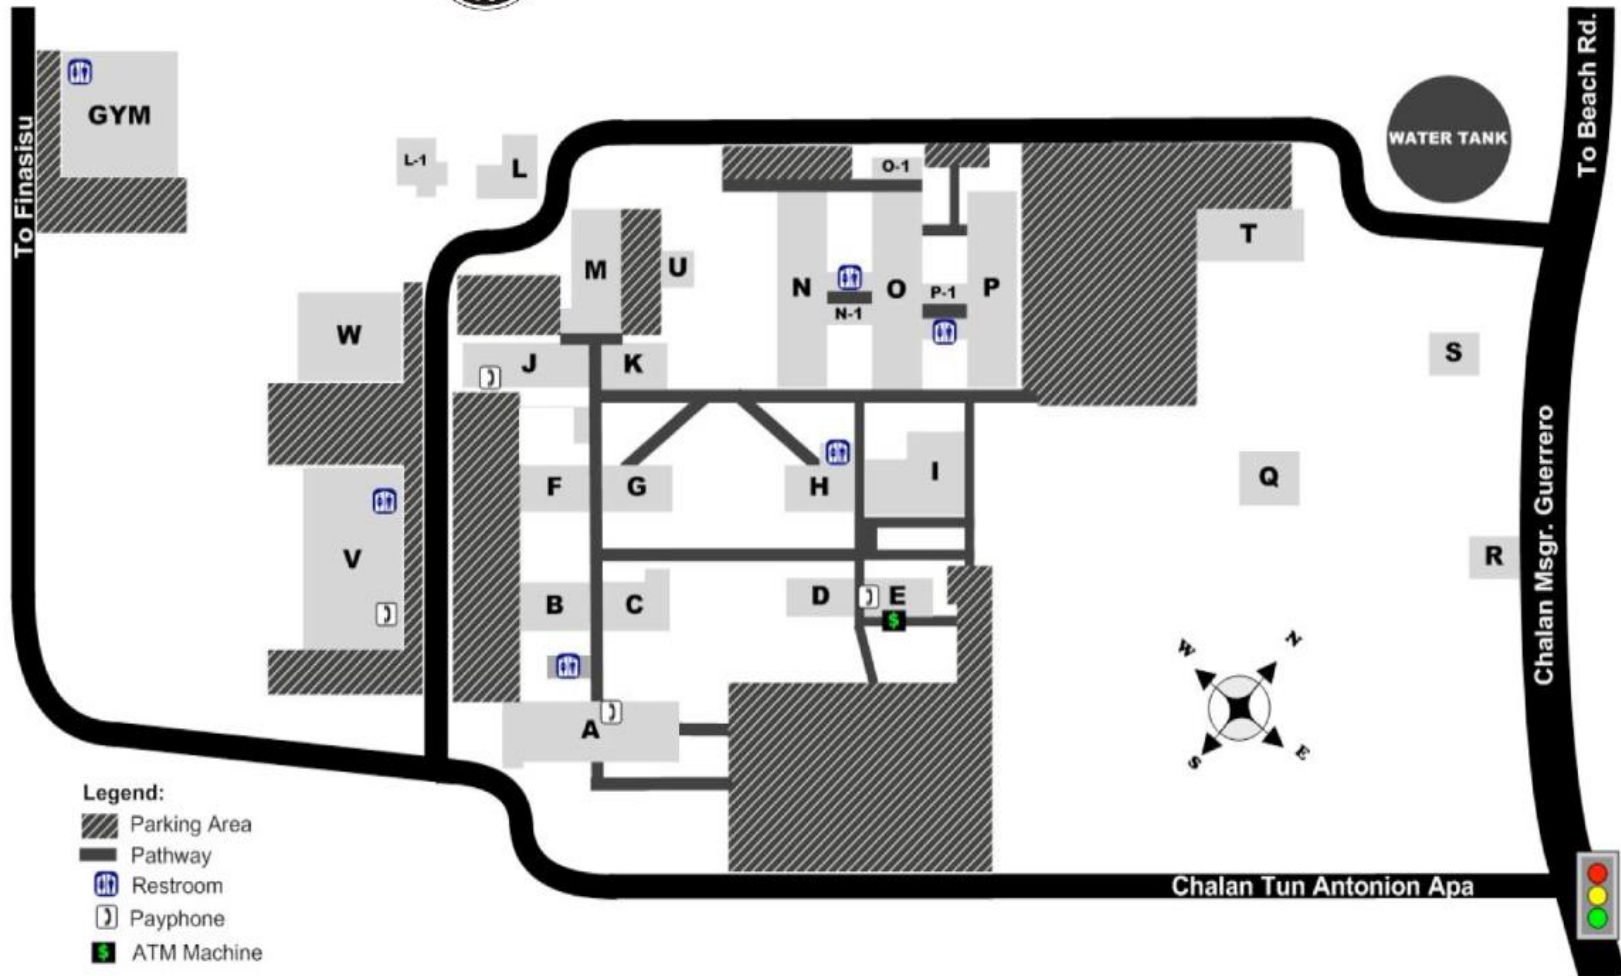 To Finasisu
GYM
L-1
L
O-1
WATER TANK
To Beach Rd.
M
U
N
O
P
P-1
N-1
T
W
J
K
S
F
G
H
I
Q
Chalan Msgr. Guerrero
V
R
B
C
D
E
$
A
W
N
S
E
Legend:
Parking Area
Pathway
Restroom
Payphone
$ ATM Machine
Chalan Tun Antonion Apa